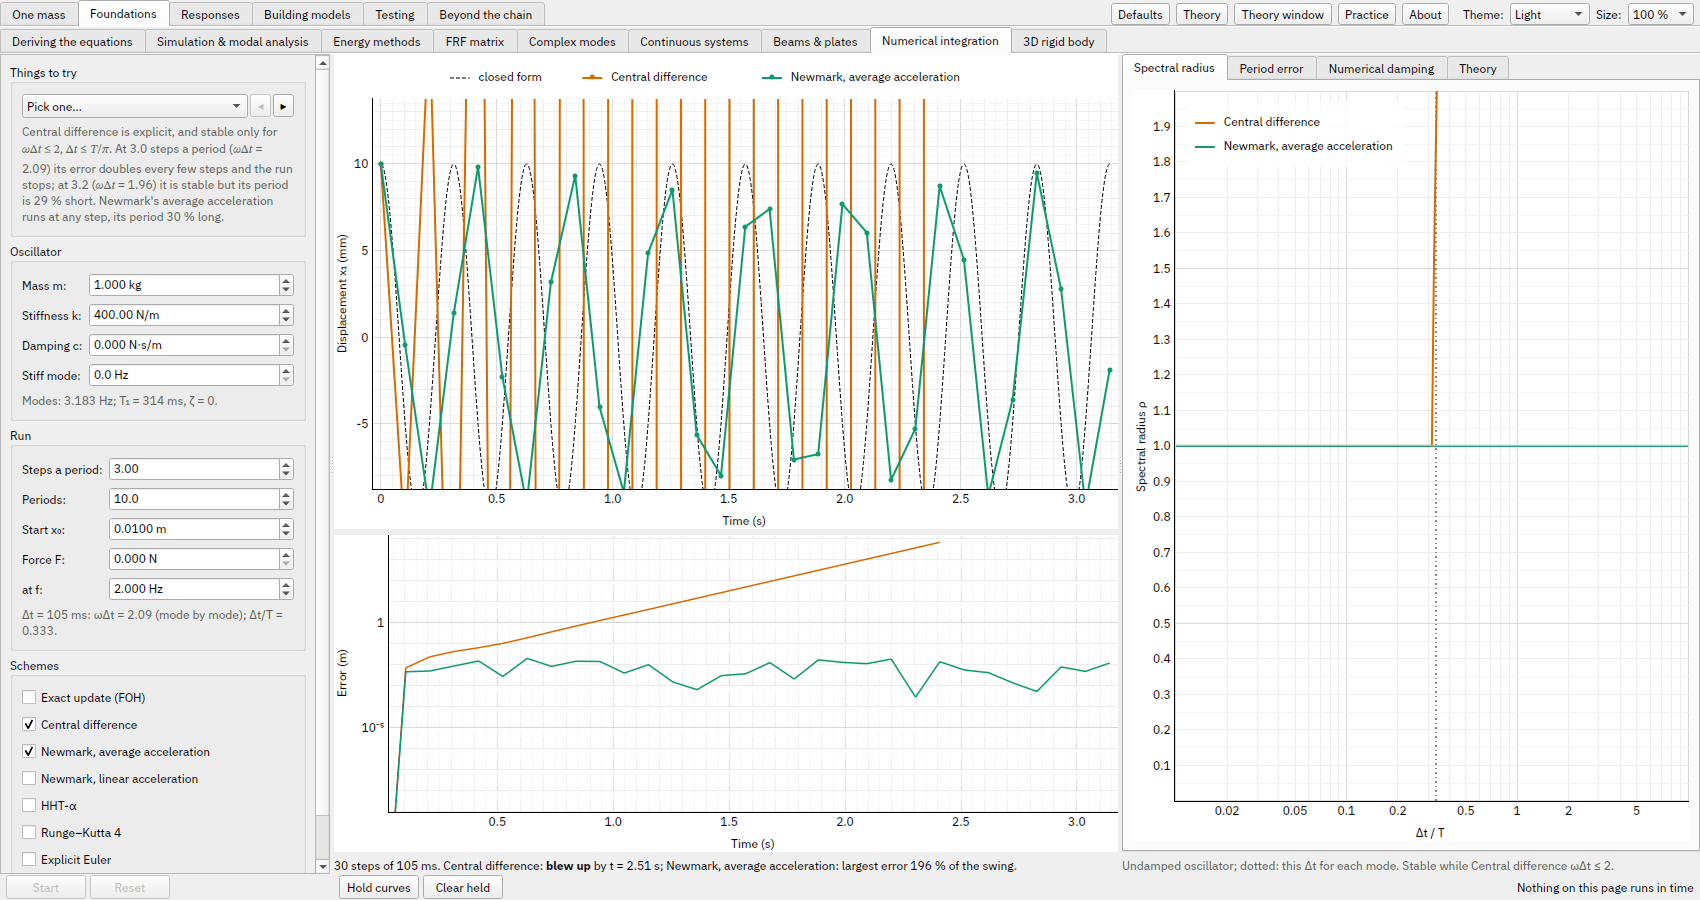 One mass
Foundations
Responses
Building models
Testing
Beyond the chain
Defaults
Theory
Theory window
Practice
About
Theme:
Light
Size:
100 %
Deriving the equations
Simulation & modal analysis
Energy methods
FRF matrix
Complex modes
Continuous systems
Beams & plates
Numerical integration
3D rigid body
Things to try
Pick one...
Central difference is explicit, and stable only for
ωΔt ≤ 2, Δt ≤ T/π. At 3.0 steps a period (ωΔt =
2.09) its error doubles every few steps and the run
stops; at 3.2 (ωΔt = 1.96) it is stable but its period
is 29 % short. Newmark's average acceleration
runs at any step, its period 30 % long.
Oscillator
Mass m:
1.000 kg
Stiffness k:
400.00 N/m
Damping c:
0.000 N·s/m
Stiff mode:
0.0 Hz
Modes: 3.183 Hz; T₁ = 314 ms, ζ = 0.
Run
Steps a period:
3.00
Periods:
10.0
Start x₀:
0.0100 m
Force F:
0.000 N
at f:
2.000 Hz
Δt = 105 ms: ωΔt = 2.09 (mode by mode); Δt/T =
0.333.
Schemes
Exact update (FOH)
Central difference
Newmark, average acceleration
Newmark, linear acceleration
HHT-α
Runge–Kutta 4
Explicit Euler
Start
Reset
closed form
Central difference
Newmark, average acceleration
Displacement x₁ (mm)
10
5
0
-5
0
0.5
1.0
1.5
2.0
2.5
3.0
Time (s)
Error (m)
1
10⁻⁵
0.5
1.0
1.5
2.0
2.5
3.0
Time (s)
30 steps of 105 ms. Central difference: blew up by t = 2.51 s; Newmark, average acceleration: largest error 196 % of the swing.
Hold curves
Clear held
Spectral radius
Period error
Numerical damping
Theory
Central difference
Newmark, average acceleration
Spectral radius ρ
1.9
1.8
1.7
1.6
1.5
1.4
1.3
1.2
1.1
1.0
0.9
0.8
0.7
0.6
0.5
0.4
0.3
0.2
0.1
0.02
0.05
0.1
0.2
0.5
1
2
5
Δt / T
Undamped oscillator; dotted: this Δt for each mode. Stable while Central difference ωΔt ≤ 2.
Nothing on this page runs in time